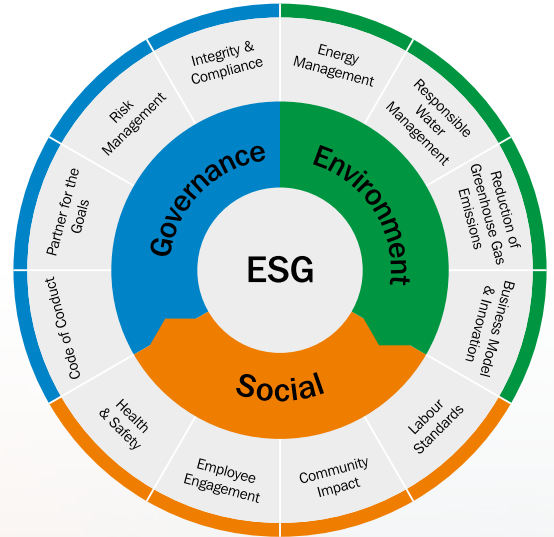 ESG
Environment
Social
Governance
Energy
Management
Responsible
Water
Management
Reduction of
Greenhouse Gas
Emissions
Business Model
& Innovation
Labour
Standards
Community
Impact
Employee
Engagement
Health
& Safety
Code of Conduct
Partner for the
Goals
Risk
Management
Integrity &
Compliance